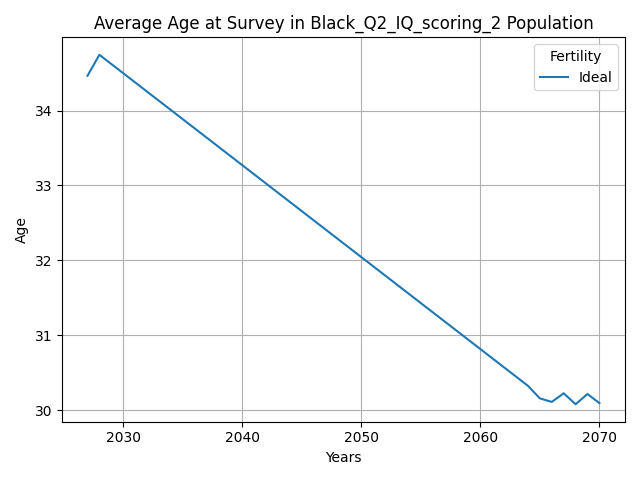 Average Age at Survey in Black_Q2_IQ_scoring_2 Population
Fertility
Ideal
Age
34
33
32
31
30
2030 2040 2050 2060 2070
Years